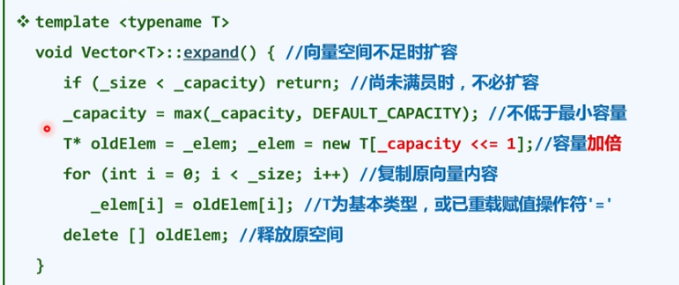 ❖ template <typename T>
void Vector<T>::expand() { //向量空间不足时扩容
if (_size < _capacity) return; //尚未满员时，不必扩容
_capacity = max(_capacity, DEFAULT_CAPACITY); //不低于最小容量
T* oldElem = _elem; _elem = new T[_capacity <<= 1];//容量加倍
for (int i = 0; i < _size; i++) //复制原向量内容
_elem[i] = oldElem[i]; //T为基本类型，或已重载赋值操作符'='
delete [] oldElem; //释放原空间
}